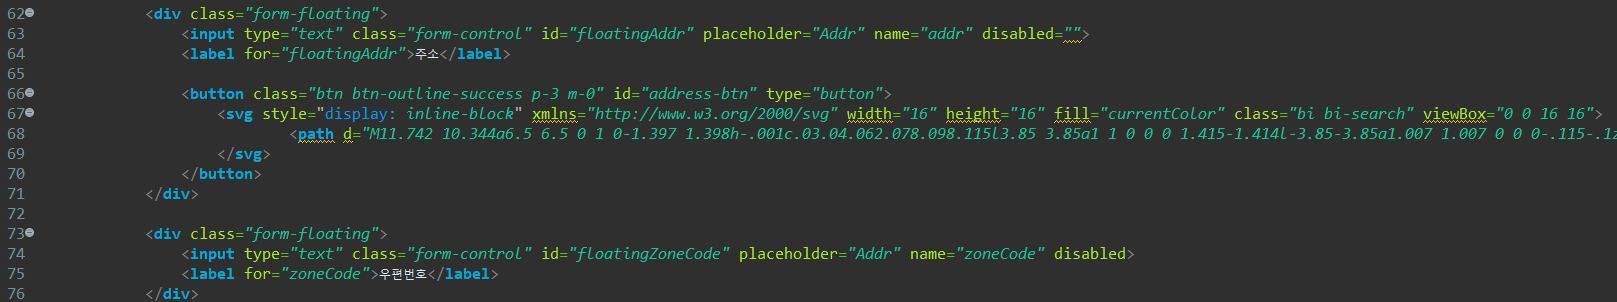 62 <div class="form-floating">
63 <input type="text" class="form-control" id="floatingAddr" placeholder="Addr" name="addr" disabled="">
64 <label for="floatingAddr">주소</label>
65
66 <button class="btn btn-outline-success p-3 m-0" id="address-btn" type="button">
67 <svg style="display: inline-block" xmlns="http://www.w3.org/2000/svg" width="16" height="16" fill="currentColor" class="bi bi-search" viewBox="0 0 16 16">
68 <path d="M11.742 10.344a6.5 6.5 0 1 0-1.397 1.398h-.001c.03.04.062.078.098.115l3.85 3.85a1 1 0 0 0 1.415-1.414l-3.85-3.85a1.007 1.007 0 0 0-.115-.1z
69 </svg>
70 </button>
71 </div>
72
73 <div class="form-floating">
74 <input type="text" class="form-control" id="floatingZoneCode" placeholder="Addr" name="zoneCode" disabled>
75 <label for="zoneCode">우편번호</label>
76 </div>